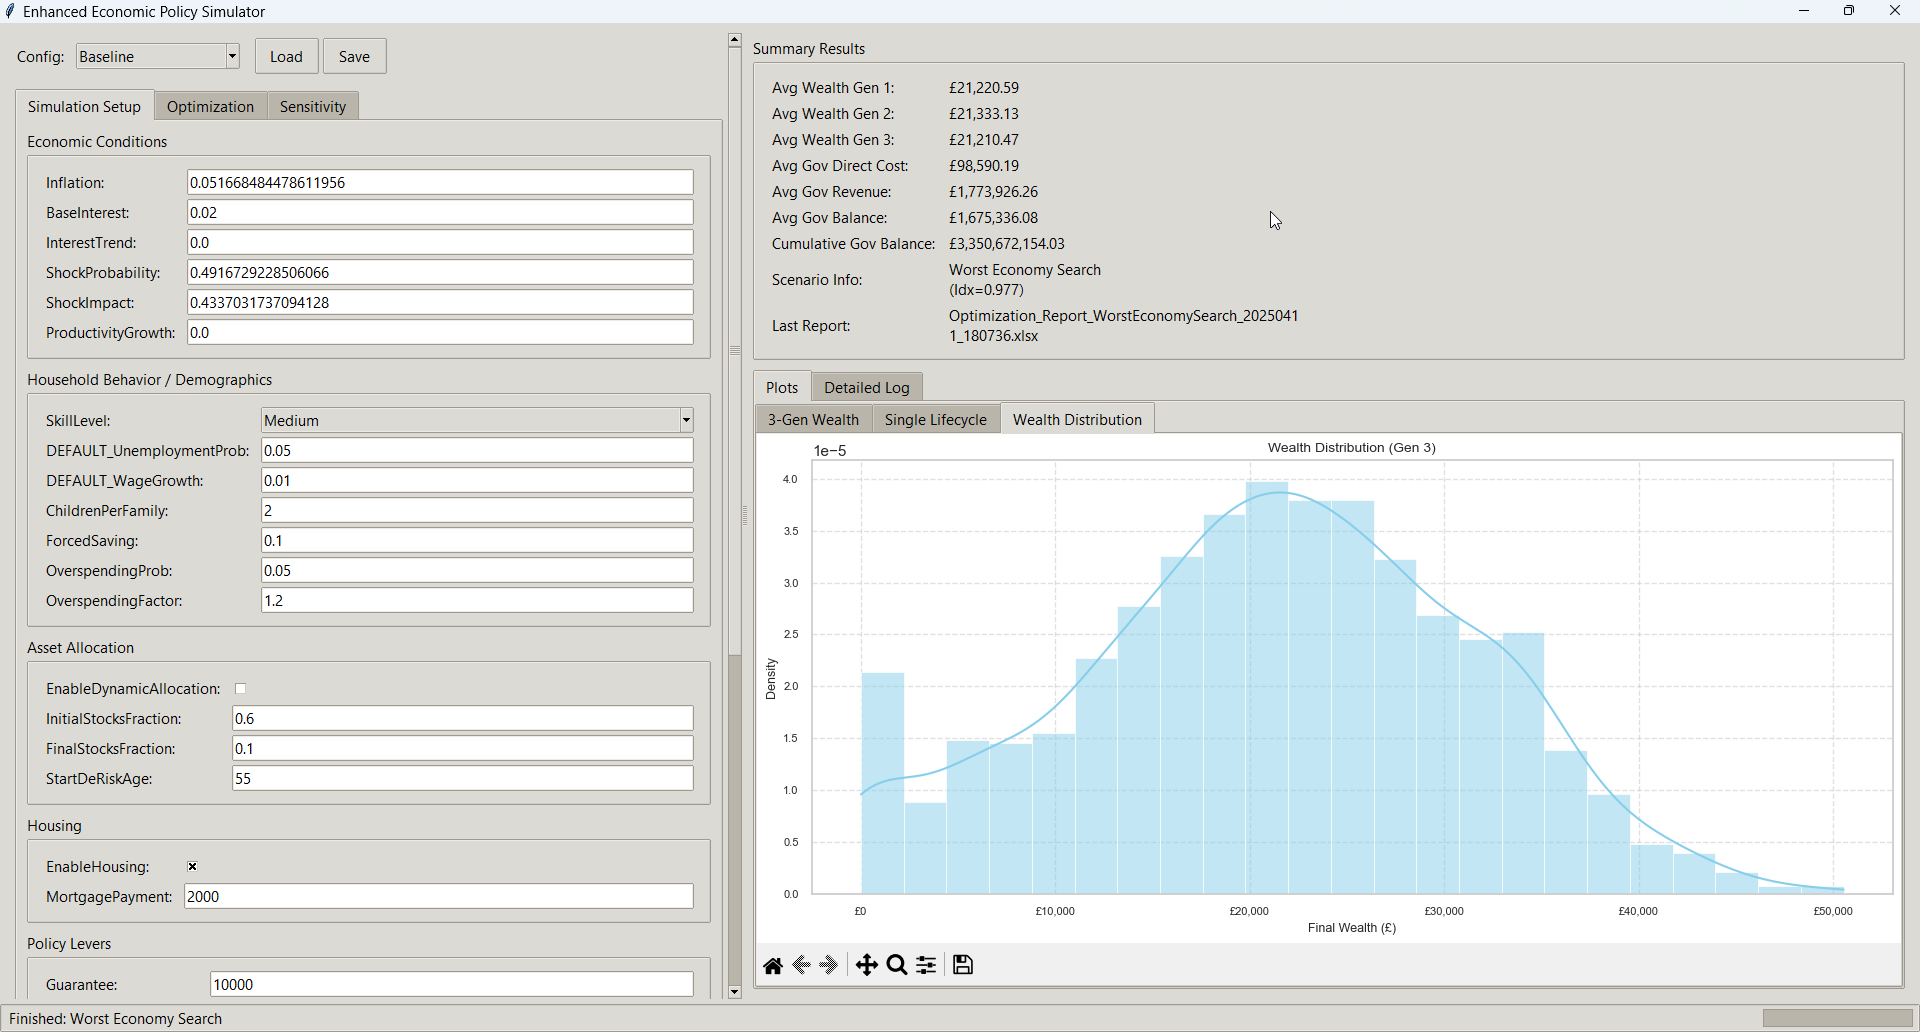 Enhanced Economic Policy Simulator
Config: Baseline Load Save
Simulation Setup Optimization Sensitivity
Economic Conditions
Inflation: 0.051668484478611956
BaseInterest: 0.02
InterestTrend: 0.0
ShockProbability: 0.4916729228506066
ShockImpact: 0.4337031737094128
ProductivityGrowth: 0.0
Household Behavior / Demographics
SkillLevel: Medium
DEFAULT_UnemploymentProb: 0.05
DEFAULT_WageGrowth: 0.01
ChildrenPerFamily: 2
ForcedSaving: 0.1
OverspendingProb: 0.05
OverspendingFactor: 1.2
Asset Allocation
EnableDynamicAllocation:
InitialStocksFraction: 0.6
FinalStocksFraction: 0.1
StartDeRiskAge: 55
Housing
EnableHousing:
MortgagePayment: 2000
Policy Levers
Guarantee: 10000
Summary Results
Avg Wealth Gen 1: £21,220.59
Avg Wealth Gen 2: £21,333.13
Avg Wealth Gen 3: £21,210.47
Avg Gov Direct Cost: £98,590.19
Avg Gov Revenue: £1,773,926.26
Avg Gov Balance: £1,675,336.08
Cumulative Gov Balance: £3,350,672,154.03
Scenario Info: Worst Economy Search
(Idx=0.977)
Last Report: Optimization_Report_WorstEconomySearch_2025041
1_180736.xlsx
Plots Detailed Log
3-Gen Wealth Single Lifecycle Wealth Distribution
1e−5
Wealth Distribution (Gen 3)
4.0
3.5
3.0
2.5
2.0
1.5
1.0
0.5
0.0
Density
£0 £10,000 £20,000 £30,000 £40,000 £50,000
Final Wealth (£)
Finished: Worst Economy Search